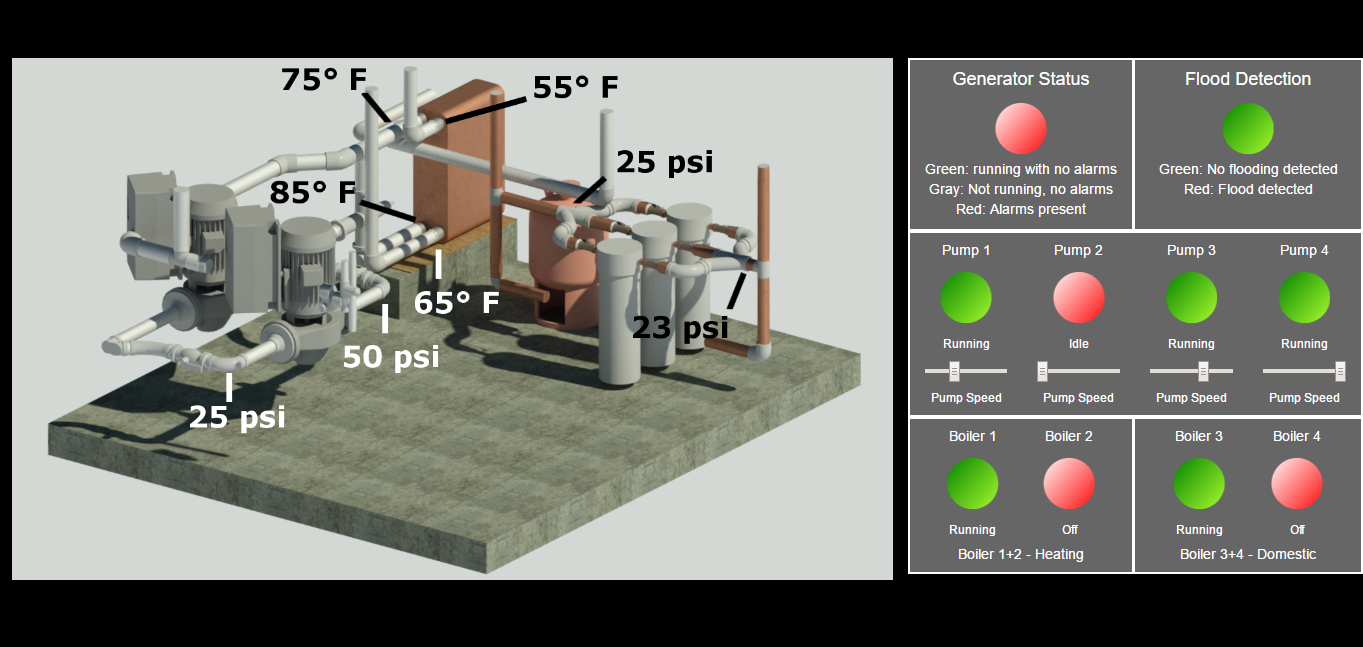 75° F
55° F
25 psi
85° F
65° F
23 psi
50 psi
25 psi
Generator Status
Green: running with no alarms
Gray: Not running, no alarms
Red: Alarms present
Flood Detection
Green: No flooding detected
Red: Flood detected
Pump 1
Running
Pump Speed
Pump 2
Idle
Pump Speed
Pump 3
Running
Pump Speed
Pump 4
Running
Pump Speed
Boiler 1
Running
Boiler 2
Off
Boiler 1+2 - Heating
Boiler 3
Running
Boiler 4
Off
Boiler 3+4 - Domestic